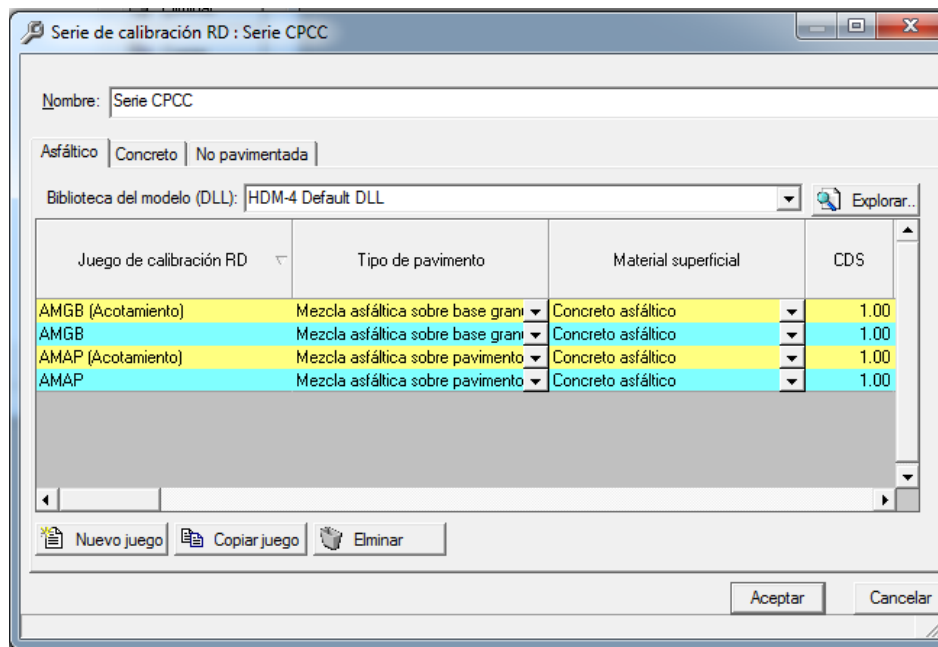 Serie de calibración RD : Serie CPCC
Nombre: Serie CPCC
Asfáltico Concreto No pavimentada
Biblioteca del modelo (DLL): HDM-4 Default DLL Explorar..
Juego de calibración RD Tipo de pavimento Material superficial CDS
AMGB (Acotamiento) Mezcla asfáltica sobre base gran Concreto asfáltico 1.00
AMGB Mezcla asfáltica sobre base gran Concreto asfáltico 1.00
AMAP (Acotamiento) Mezcla asfáltica sobre pavimento Concreto asfáltico 1.00
AMAP Mezcla asfáltica sobre pavimento Concreto asfáltico 1.00
Nuevo juego Copiar juego Elminar
Aceptar Cancelar